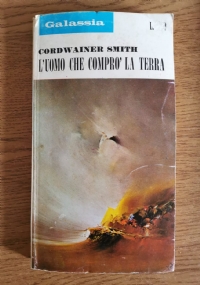 Galassia
CORDWAINER SMITH
L'UOMO CHE COMPRO' LA TERRA